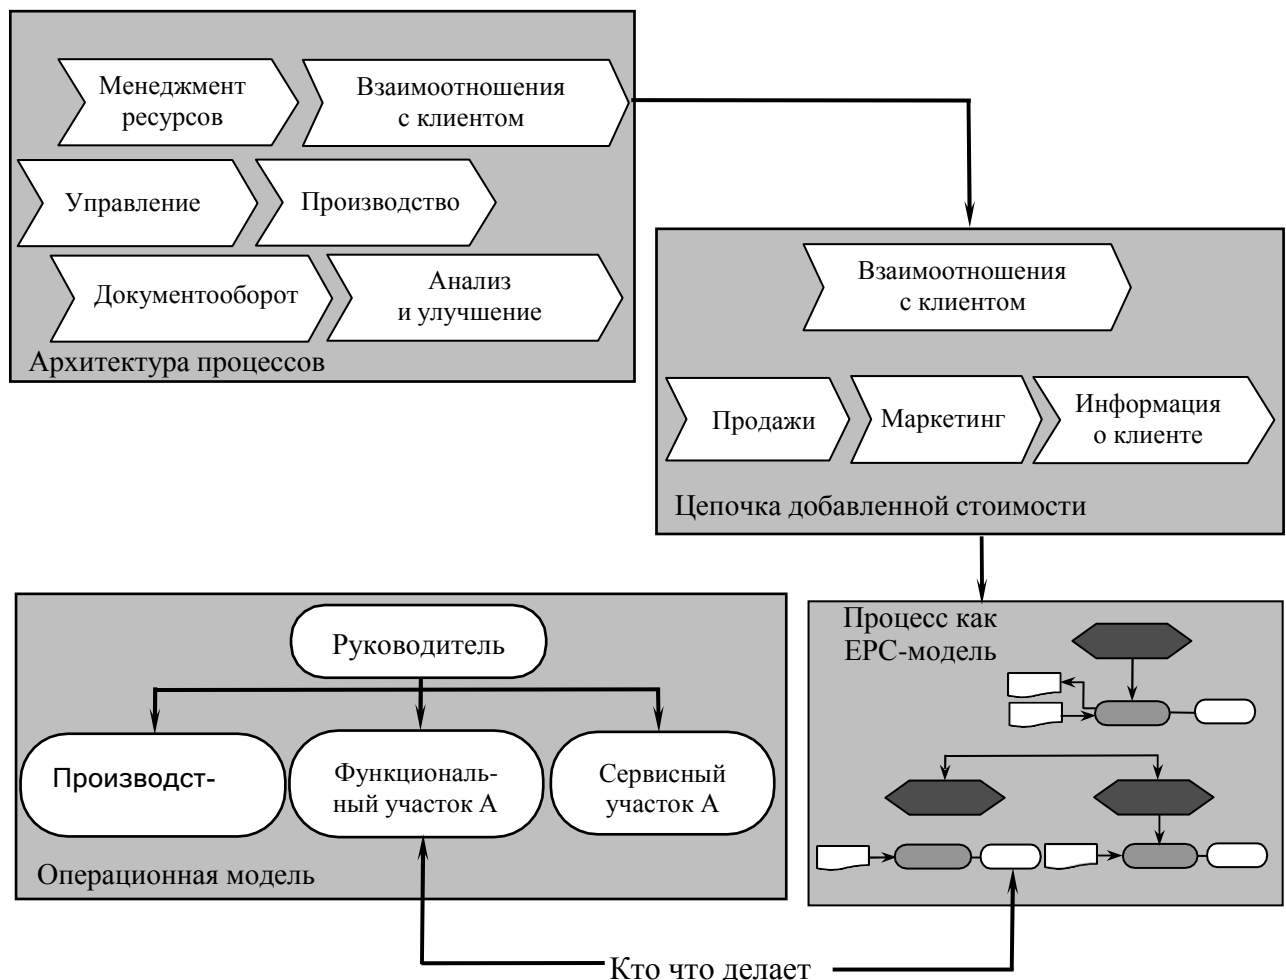 Менеджмент
ресурсов
Взаимоотношения
с клиентом
Управление
Производство
Документооборот
Анализ
и улучшение
Архитектура процессов
Взаимоотношения
с клиентом
Продажи
Маркетинг
Информация
о клиенте
Цепочка добавленной стоимости
Руководитель
Производст-
Функциональ-
ный участок А
Сервисный
участок А
Операционная модель
Процесс как
EPC-модель
Кто что делает